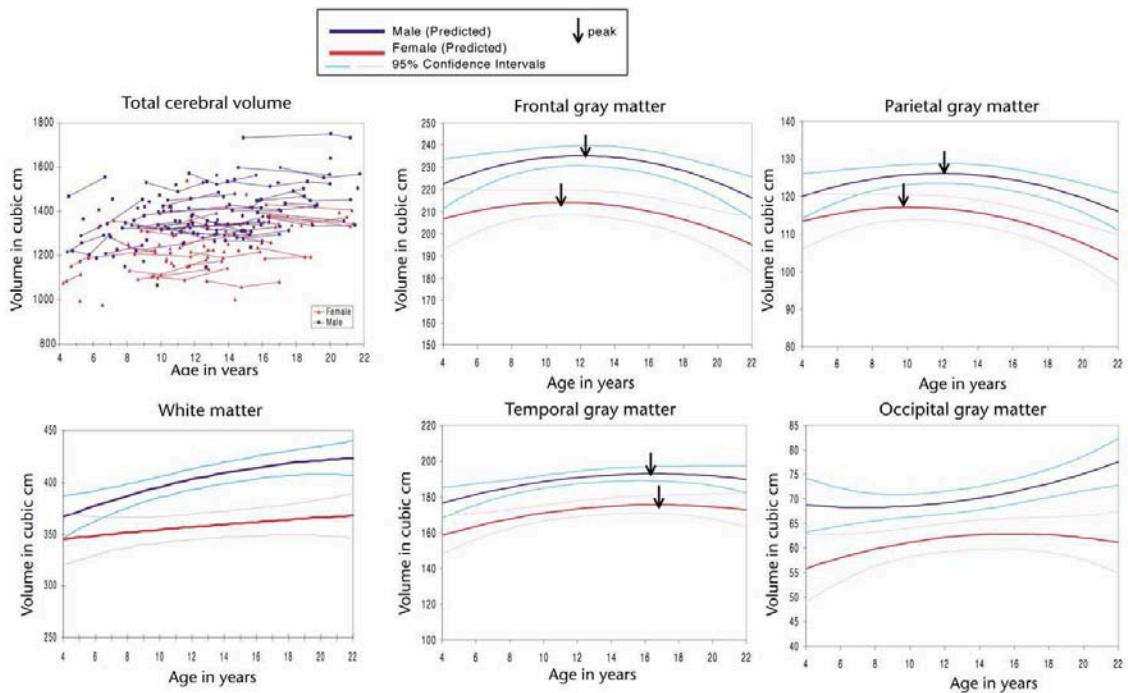 Male (Predicted)
peak
Female (Predicted)
95% Confidence Intervals
Total cerebral volume
Volume in cubic cm
1800
1600
1400
1200
1000
800
Female
Male
4 6 8 10 12 14 16 18 20 22
Age in years
Frontal gray matter
Volume in cubic cm
250
240
230
220
210
200
190
180
170
160
150
4 6 8 10 12 14 16 18 20 22
Age in years
Parietal gray matter
Volume in cubic cm
140
130
120
110
100
90
80
4 6 8 10 12 14 16 18 20 22
Age in years
White matter
Volume in cubic cm
450
400
350
300
250
4 6 8 10 12 14 16 18 20 22
Age in years
Temporal gray matter
Volume in cubic cm
220
200
180
160
140
120
100
4 6 8 10 12 14 16 18 20 22
Age in years
Occipital gray matter
Volume in cubic cm
85
80
75
70
65
60
55
50
45
40
4 6 8 10 12 14 16 18 20 22
Age in years